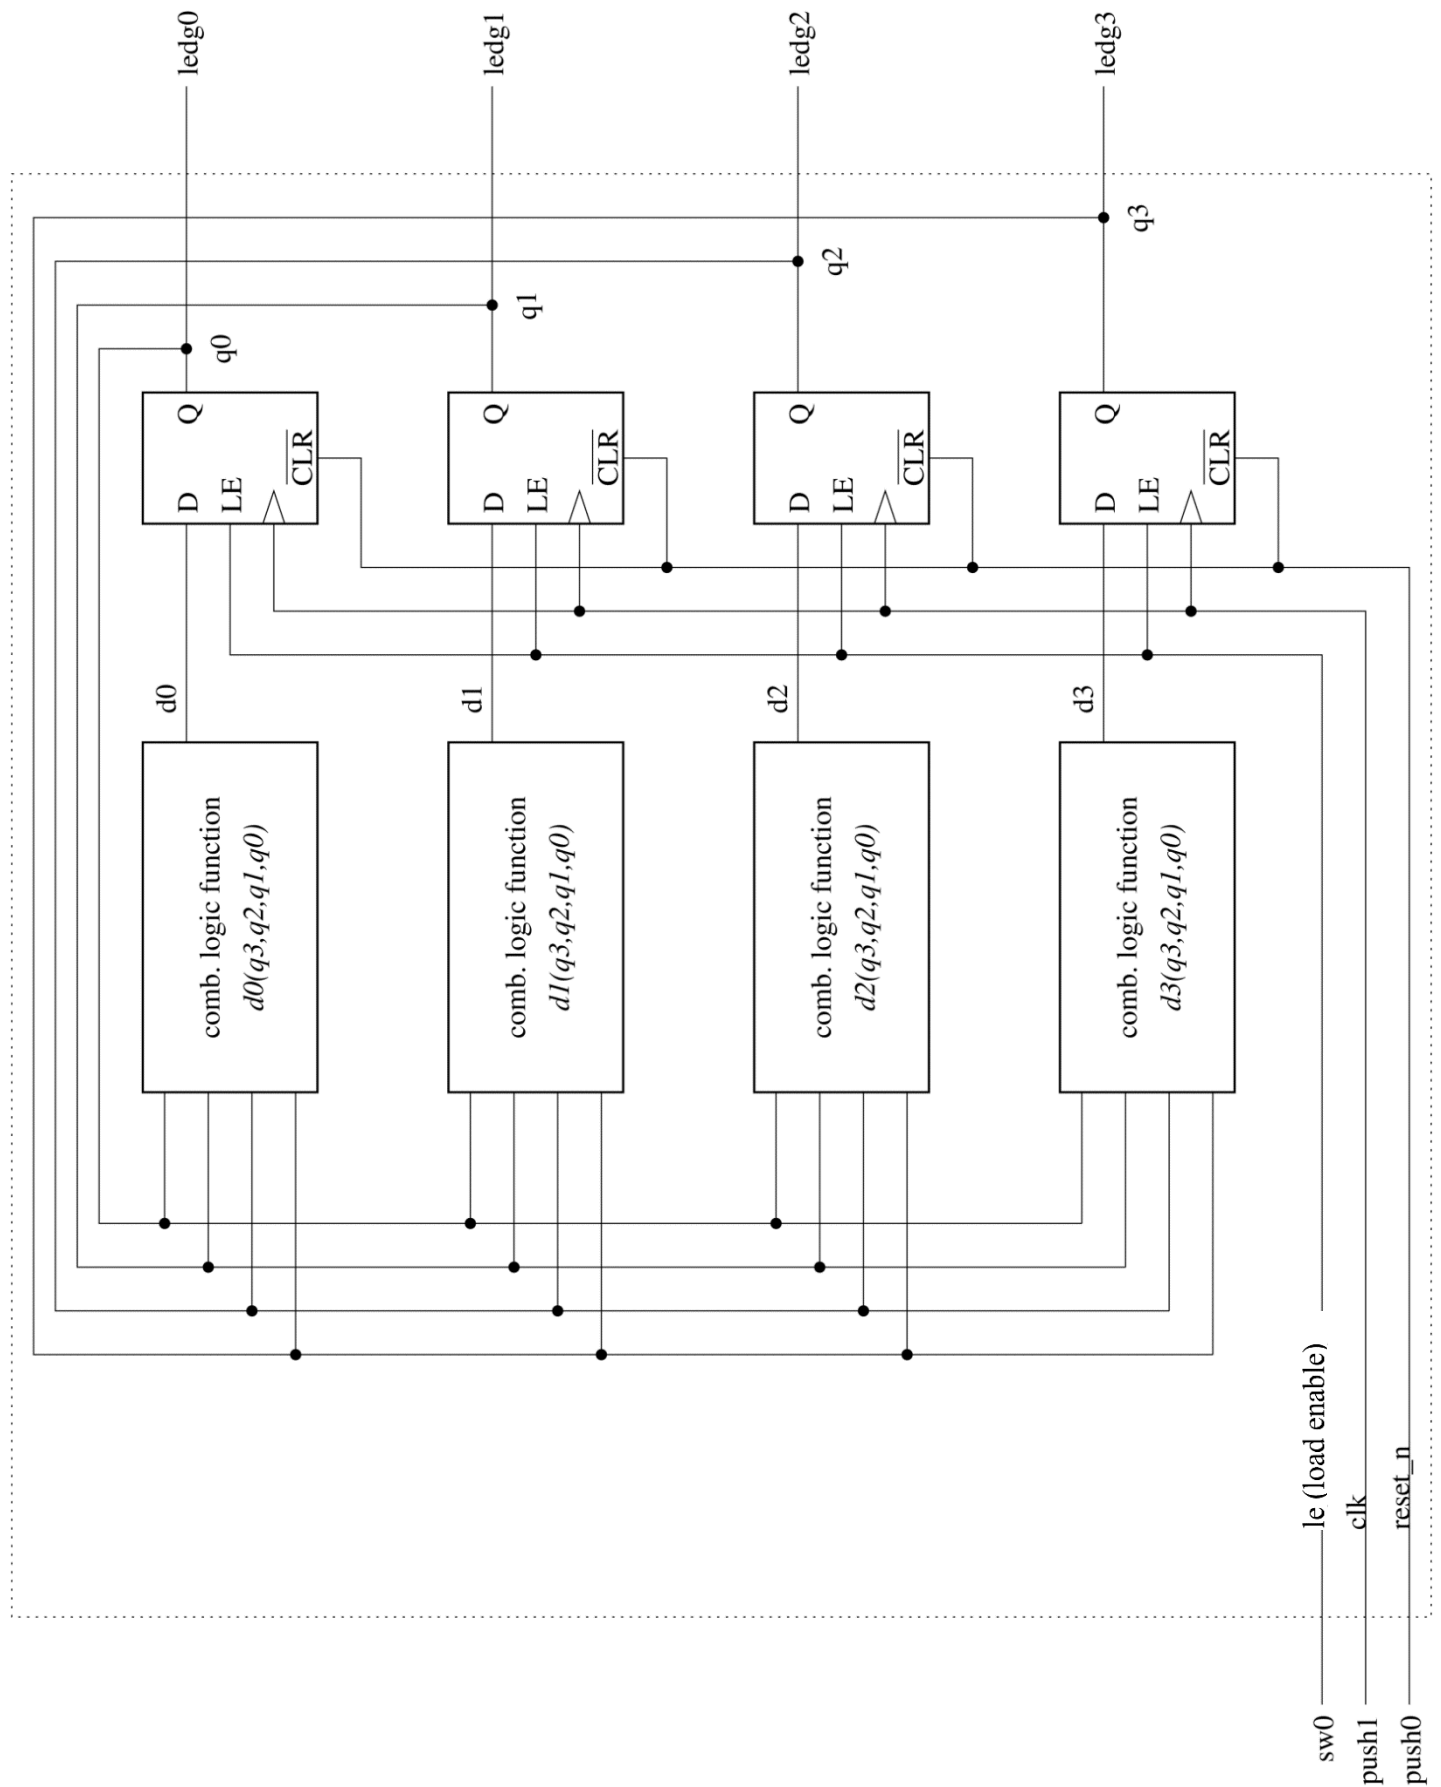 ledg0
ledg1
ledg2
ledg3
q3
q2
q1
q0
Q
CLR
D
LE
Q
CLR
D
LE
Q
CLR
D
LE
Q
CLR
D
LE
d0
d1
d2
d3
comb. logic function
d0(q3,q2,q1,q0)
comb. logic function
d1(q3,q2,q1,q0)
comb. logic function
d2(q3,q2,q1,q0)
comb. logic function
d3(q3,q2,q1,q0)
le (load enable)
clk
reset_n
sw0
push1
push0